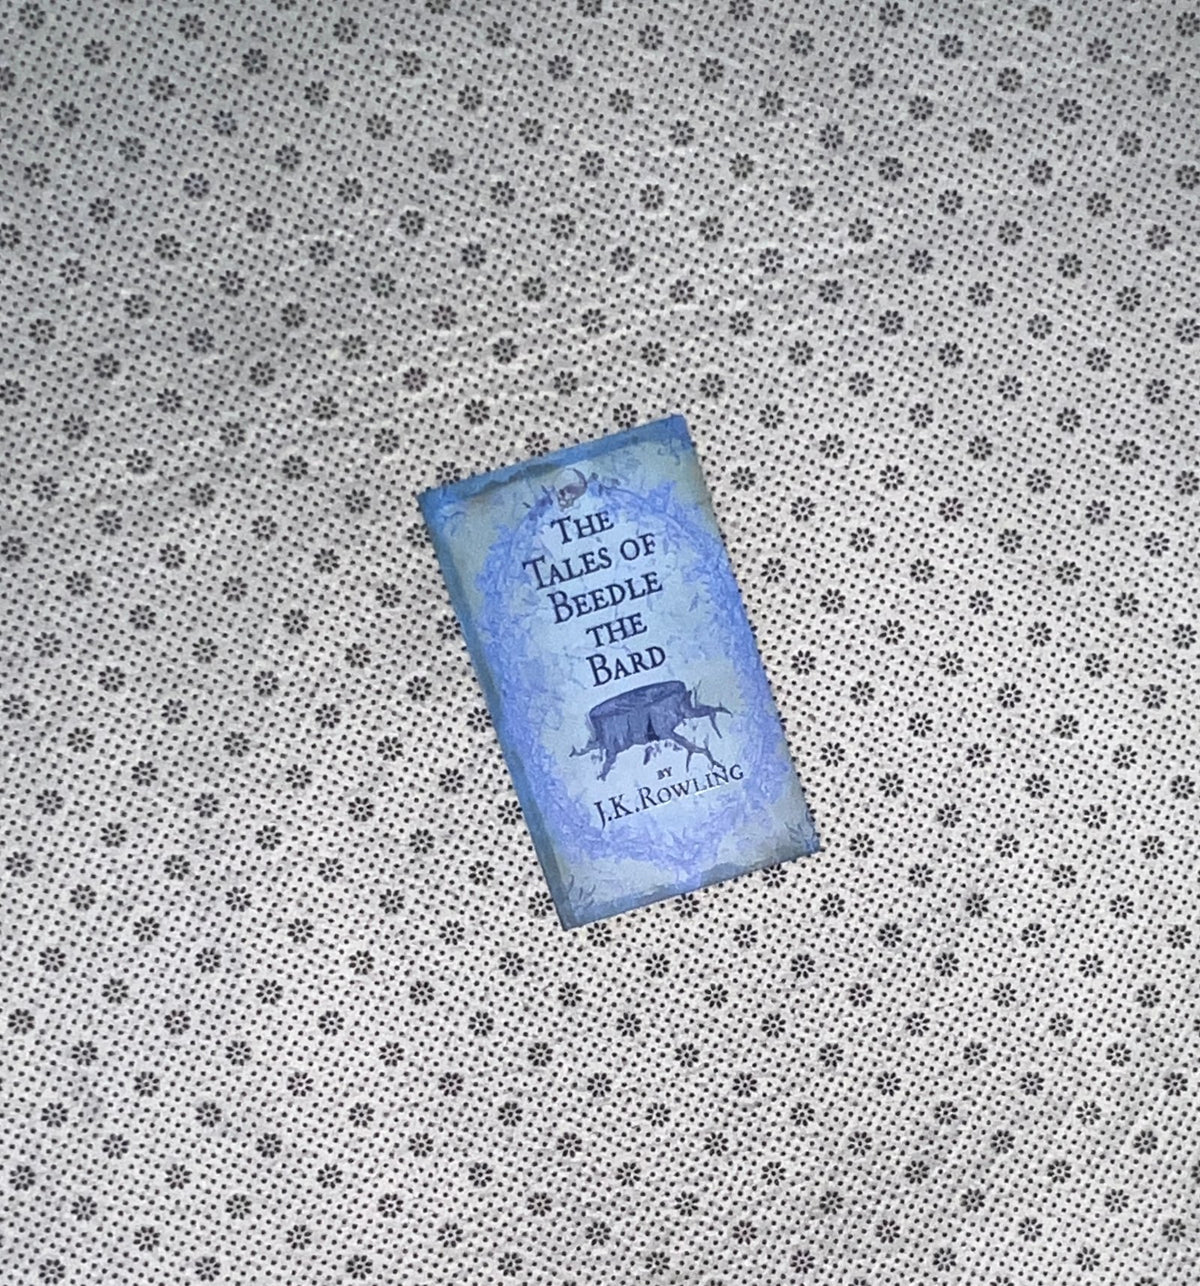 THE
TALES OF
BEEDLE
THE
BARD
BY
J.K.ROWLING